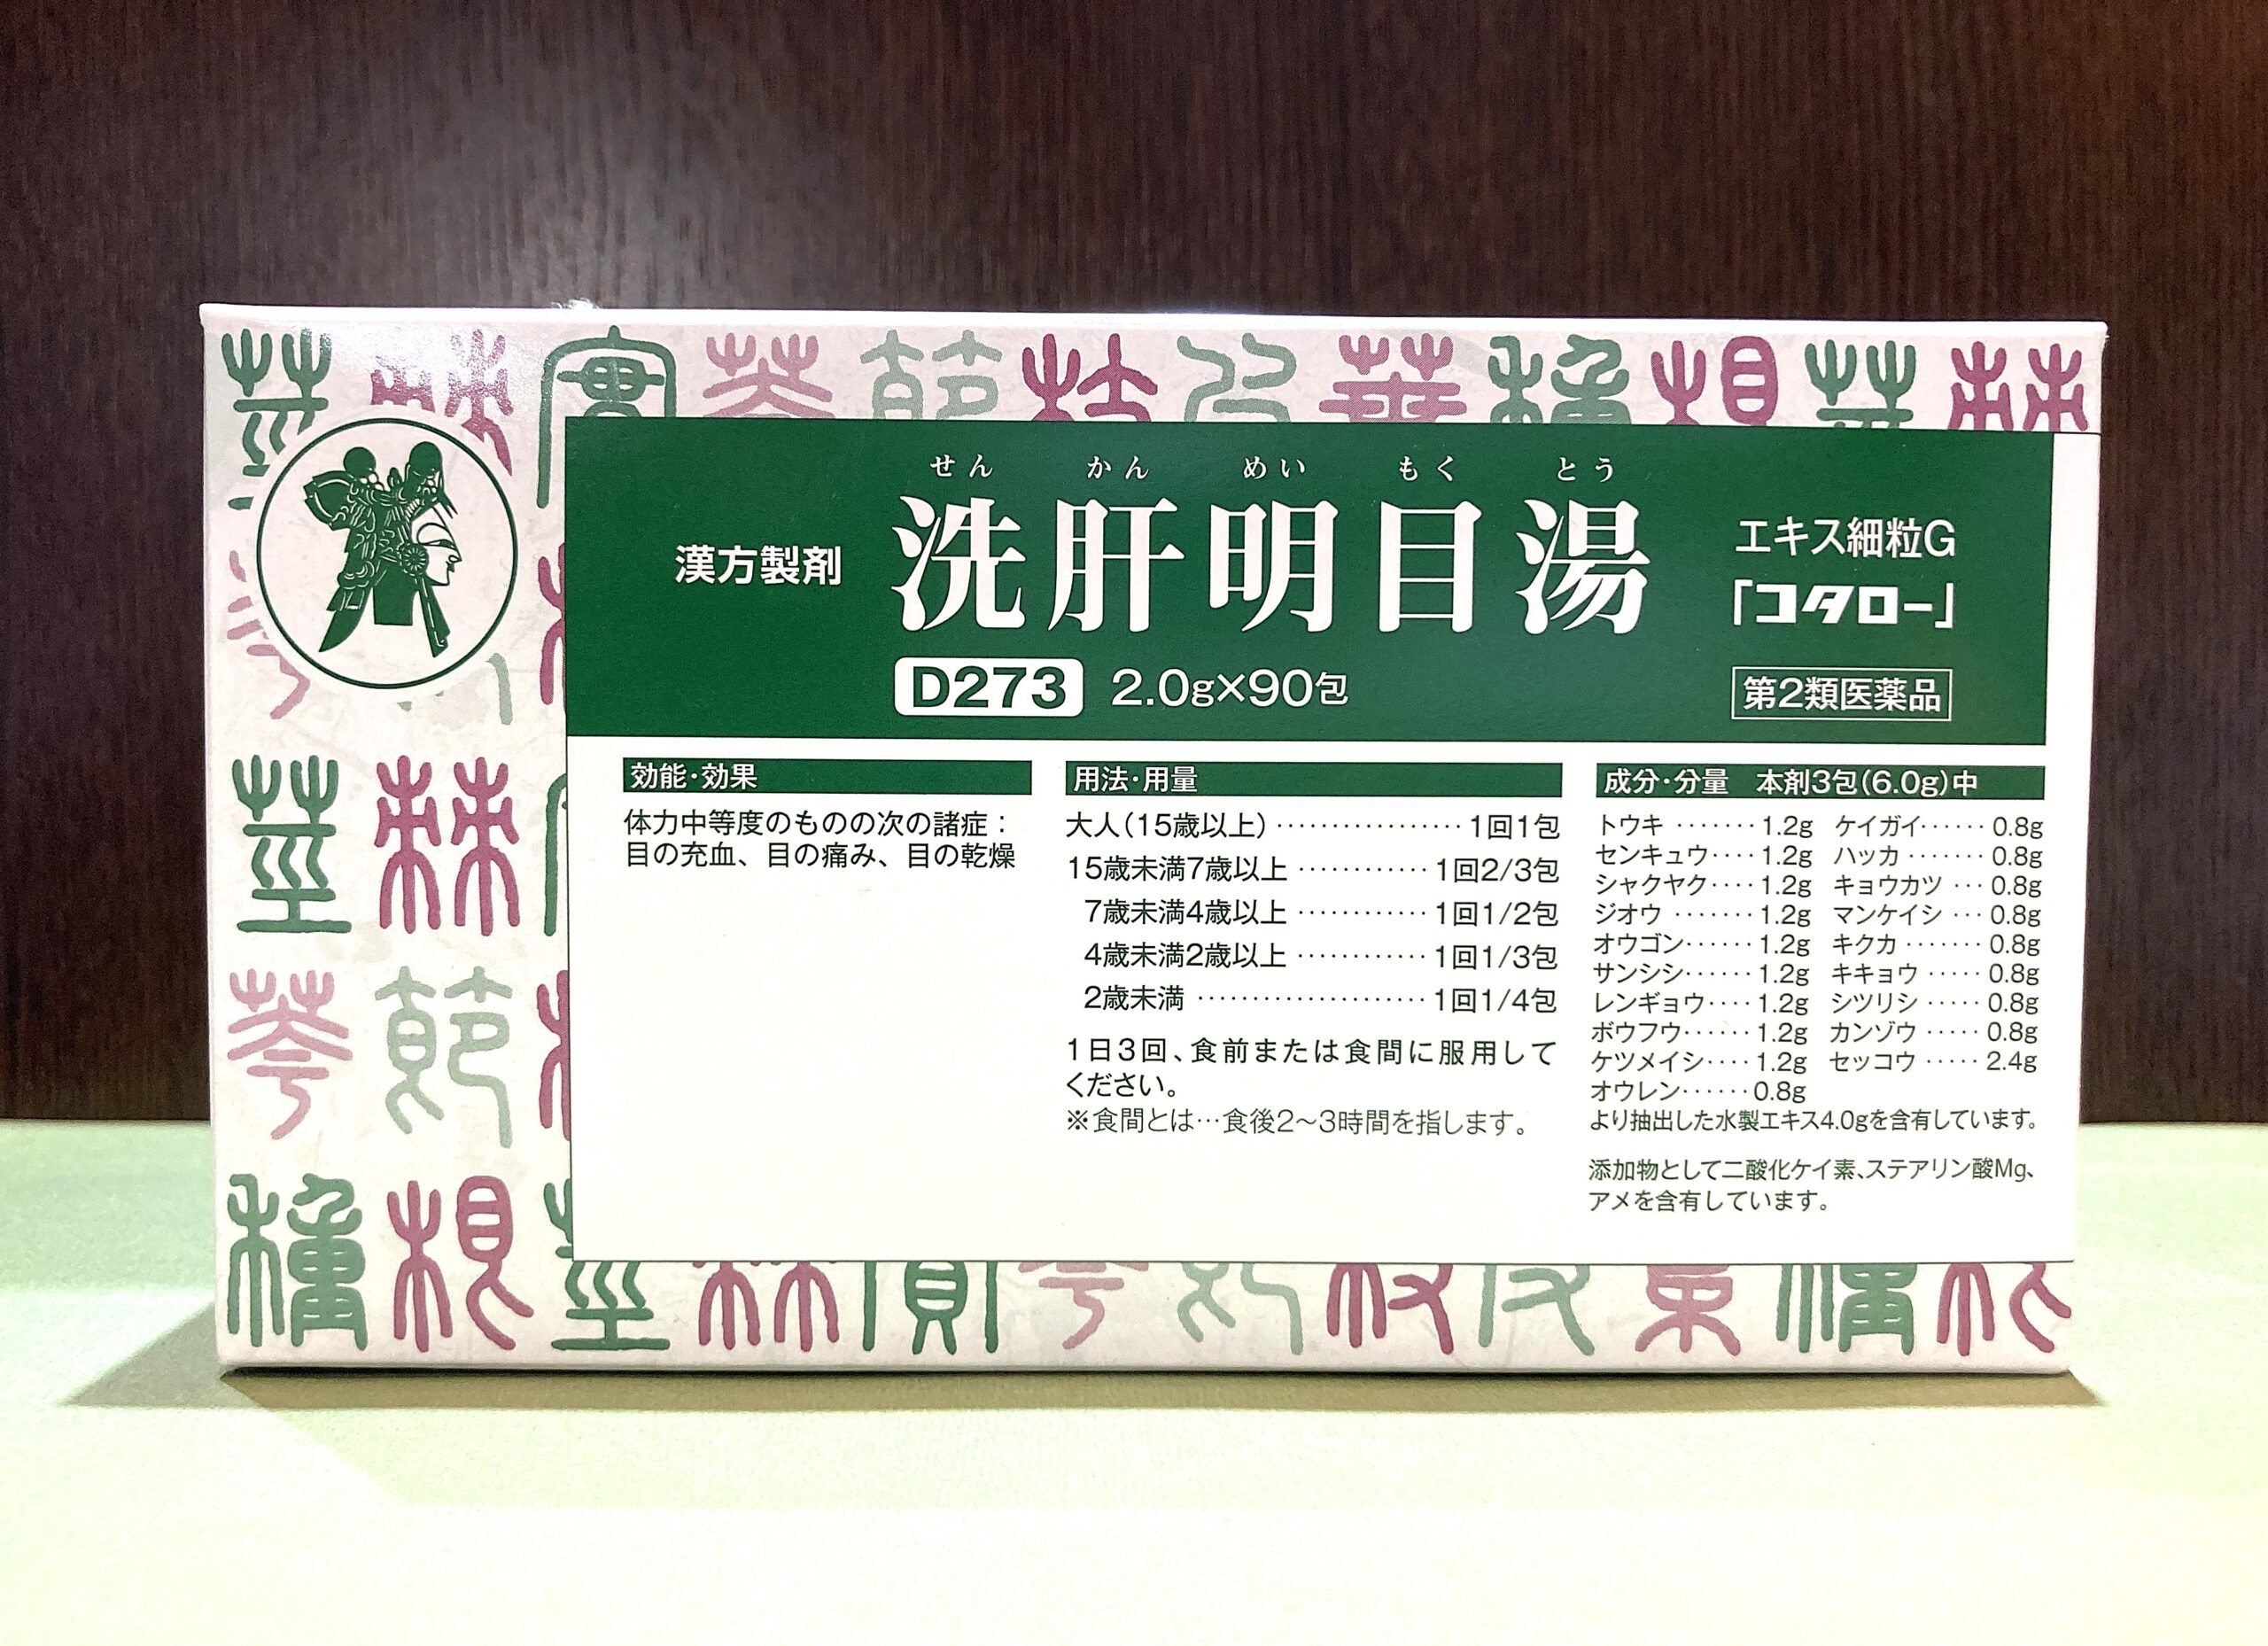 せん かん めい もく とう
漢方製剤 洗肝明目湯 エキス細粒G
「コタロー」
D273 2.0g×90包 第2類医薬品
効能・効果
体力中等度のものの次の諸症：
目の充血、目の痛み、目の乾燥
用法・用量
大人(15歳以上)･････････････････1回1包
15歳未満7歳以上････････････1回2/3包
7歳未満4歳以上････････････1回1/2包
4歳未満2歳以上････････････1回1/3包
2歳未満･････････････････････1回1/4包
1日3回、食前または食間に服用して
ください。
※食間とは…食後2～3時間を指します。
成分・分量 本剤3包(6.0g)中
トウキ･･･････1.2g ケイガイ･･････0.8g
センキュウ････1.2g ハッカ･･･････0.8g
シャクヤク････1.2g キョウカツ･･･0.8g
ジオウ･･･････1.2g マンケイシ･･･0.8g
オウゴン･･････1.2g キクカ･･･････0.8g
サンシシ･･････1.2g キキョウ･････0.8g
レンギョウ････1.2g シツリシ･････0.8g
ボウフウ･･････1.2g カンゾウ･････0.8g
ケツメイシ････1.2g セッコウ･････2.4g
オウレン･･････0.8g
より抽出した水製エキス4.0gを含有しています。
添加物として二酸化ケイ素、ステアリン酸Mg、
アメを含有しています。